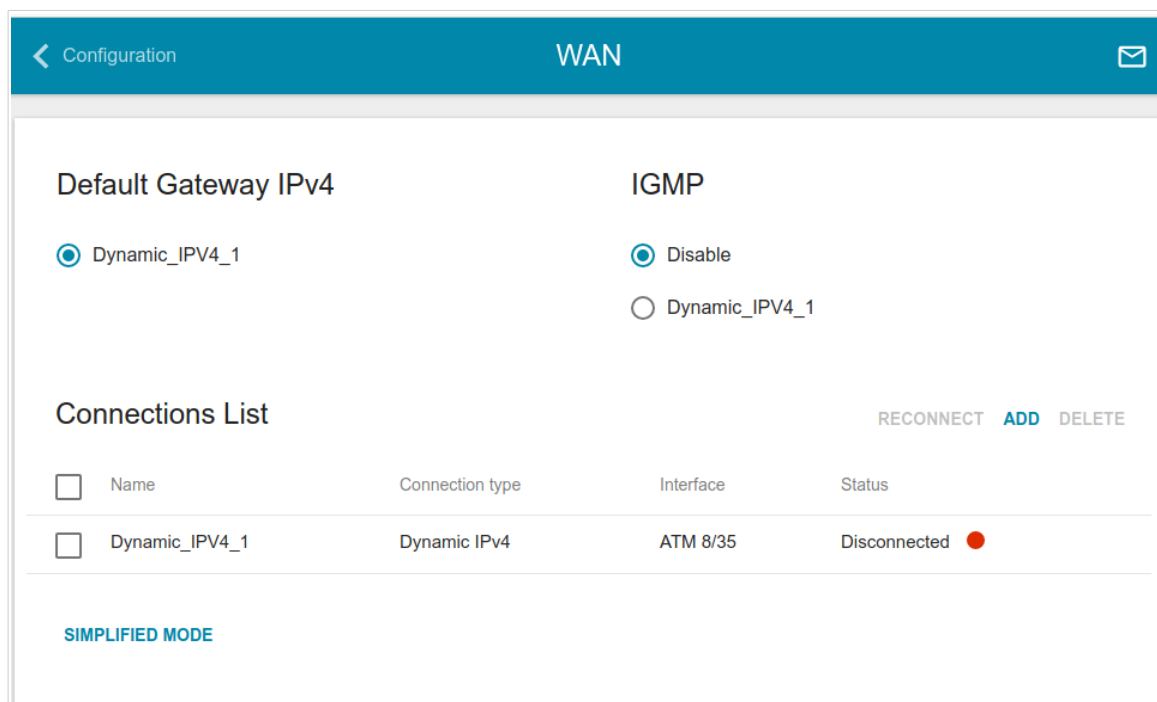 Configuration WAN
Default Gateway IPv4 IGMP
Dynamic_IPV4_1 Disable
Dynamic_IPV4_1
Connections List RECONNECT ADD DELETE
Name Connection type Interface Status
Dynamic_IPV4_1 Dynamic IPv4 ATM 8/35 Disconnected
SIMPLIFIED MODE